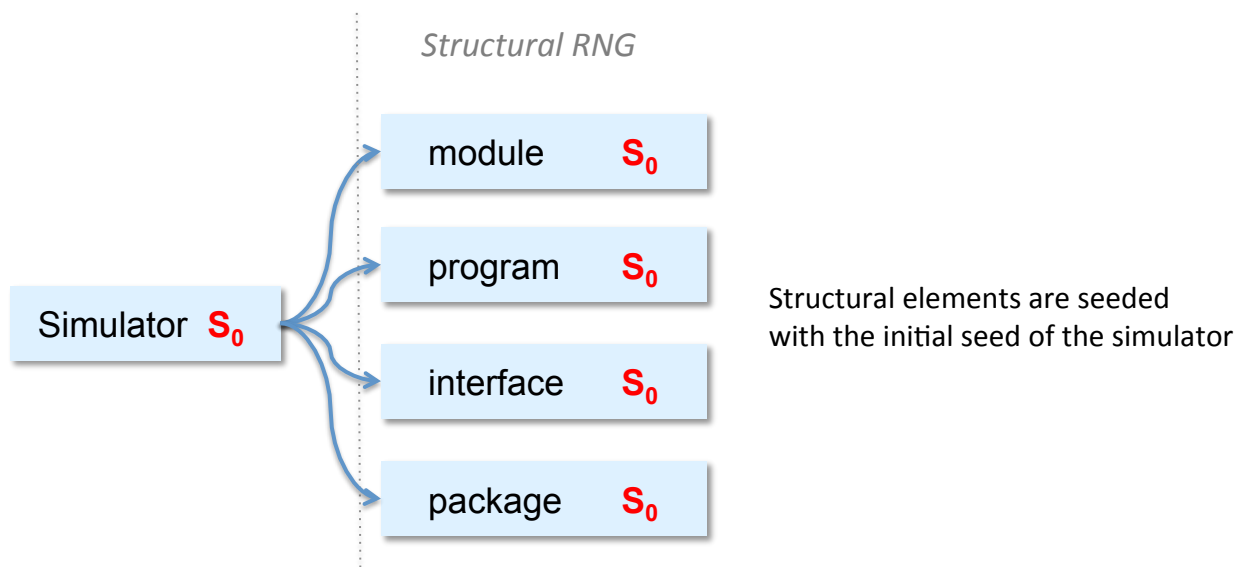 Structural RNG
module S₀
program S₀
Simulator S₀
Structural elements are seeded
with the initial seed of the simulator
interface S₀
package S₀